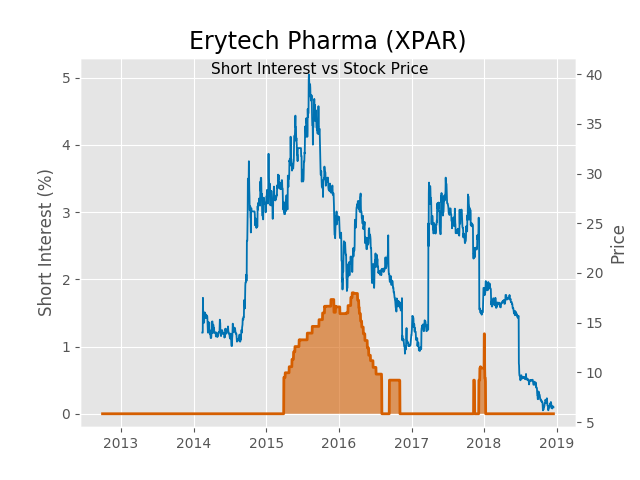 Erytech Pharma (XPAR)
Short Interest vs Stock Price
Short Interest (%)
5
4
3
2
1
0
40
35
30
25
20
15
10
5
Price
2013 2014 2015 2016 2017 2018 2019